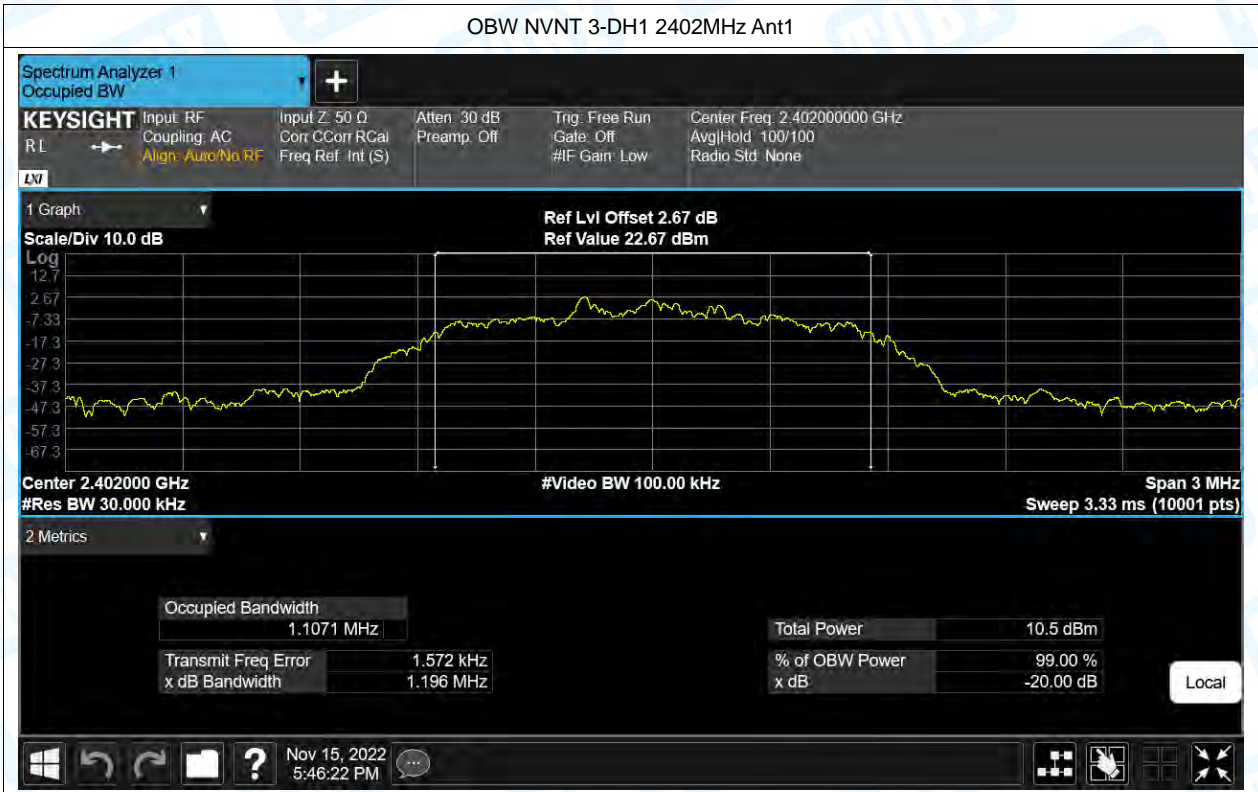 OBW NVNT 3-DH1 2402MHz Ant1
Spectrum Analyzer 1
Occupied BW
KEYSIGHT
RL
LXI
Input: RF
Coupling: AC
Align: Auto/No RF
Input Z: 50 Ω
Corr CCorr RCal
Freq Ref: Int (S)
Atten: 30 dB
Preamp: Off
Trig: Free Run
Gate: Off
#IF Gain: Low
Center Freq: 2.402000000 GHz
Avg|Hold: 100/100
Radio Std: None
1 Graph
Scale/Div 10.0 dB
Ref Lvl Offset 2.67 dB
Ref Value 22.67 dBm
Log
12.7
2.67
-7.33
-17.3
-27.3
-37.3
-47.3
-57.3
-67.3
Center 2.402000 GHz
#Video BW 100.00 kHz
Span 3 MHz
#Res BW 30.000 kHz
Sweep 3.33 ms (10001 pts)
2 Metrics
Occupied Bandwidth
1.1071 MHz
Transmit Freq Error 1.572 kHz
x dB Bandwidth 1.196 MHz
Total Power 10.5 dBm
% of OBW Power 99.00 %
x dB -20.00 dB
Local
Nov 15, 2022
5:46:22 PM